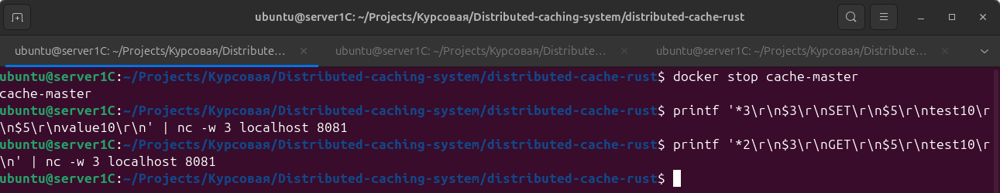 ubuntu@server1C: ~/Projects/Курсовая/Distributed-caching-system/distributed-cache-rust
ubuntu@server1C: ~/Projects/Курсовая/Distribute… ubuntu@server1C: ~/Projects/Курсовая/Distribute… ubuntu@server1C: ~/Projects/Курсовая/Distribute…
ubuntu@server1C:~/Projects/Курсовая/Distributed-caching-system/distributed-cache-rust$ docker stop cache-master
cache-master
ubuntu@server1C:~/Projects/Курсовая/Distributed-caching-system/distributed-cache-rust$ printf '*3\r\n$3\r\nSET\r\n$5\r\ntest10\r
\n$5\r\nvalue10\r\n' | nc -w 3 localhost 8081
ubuntu@server1C:~/Projects/Курсовая/Distributed-caching-system/distributed-cache-rust$ printf '*2\r\n$3\r\nGET\r\n$5\r\ntest10\r
\n' | nc -w 3 localhost 8081
ubuntu@server1C:~/Projects/Курсовая/Distributed-caching-system/distributed-cache-rust$